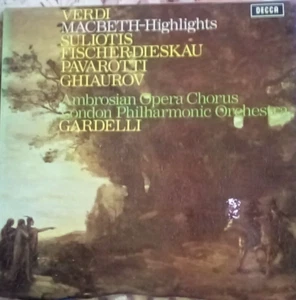 DECCA
VERDI
MACBETH-Highlights
SULIOTIS
FISCHERDIESKAU
PAVAROTTI
GHIAUROV
Ambrosian Opera Chorus
London Philharmonic Orchestra
GARDELLI